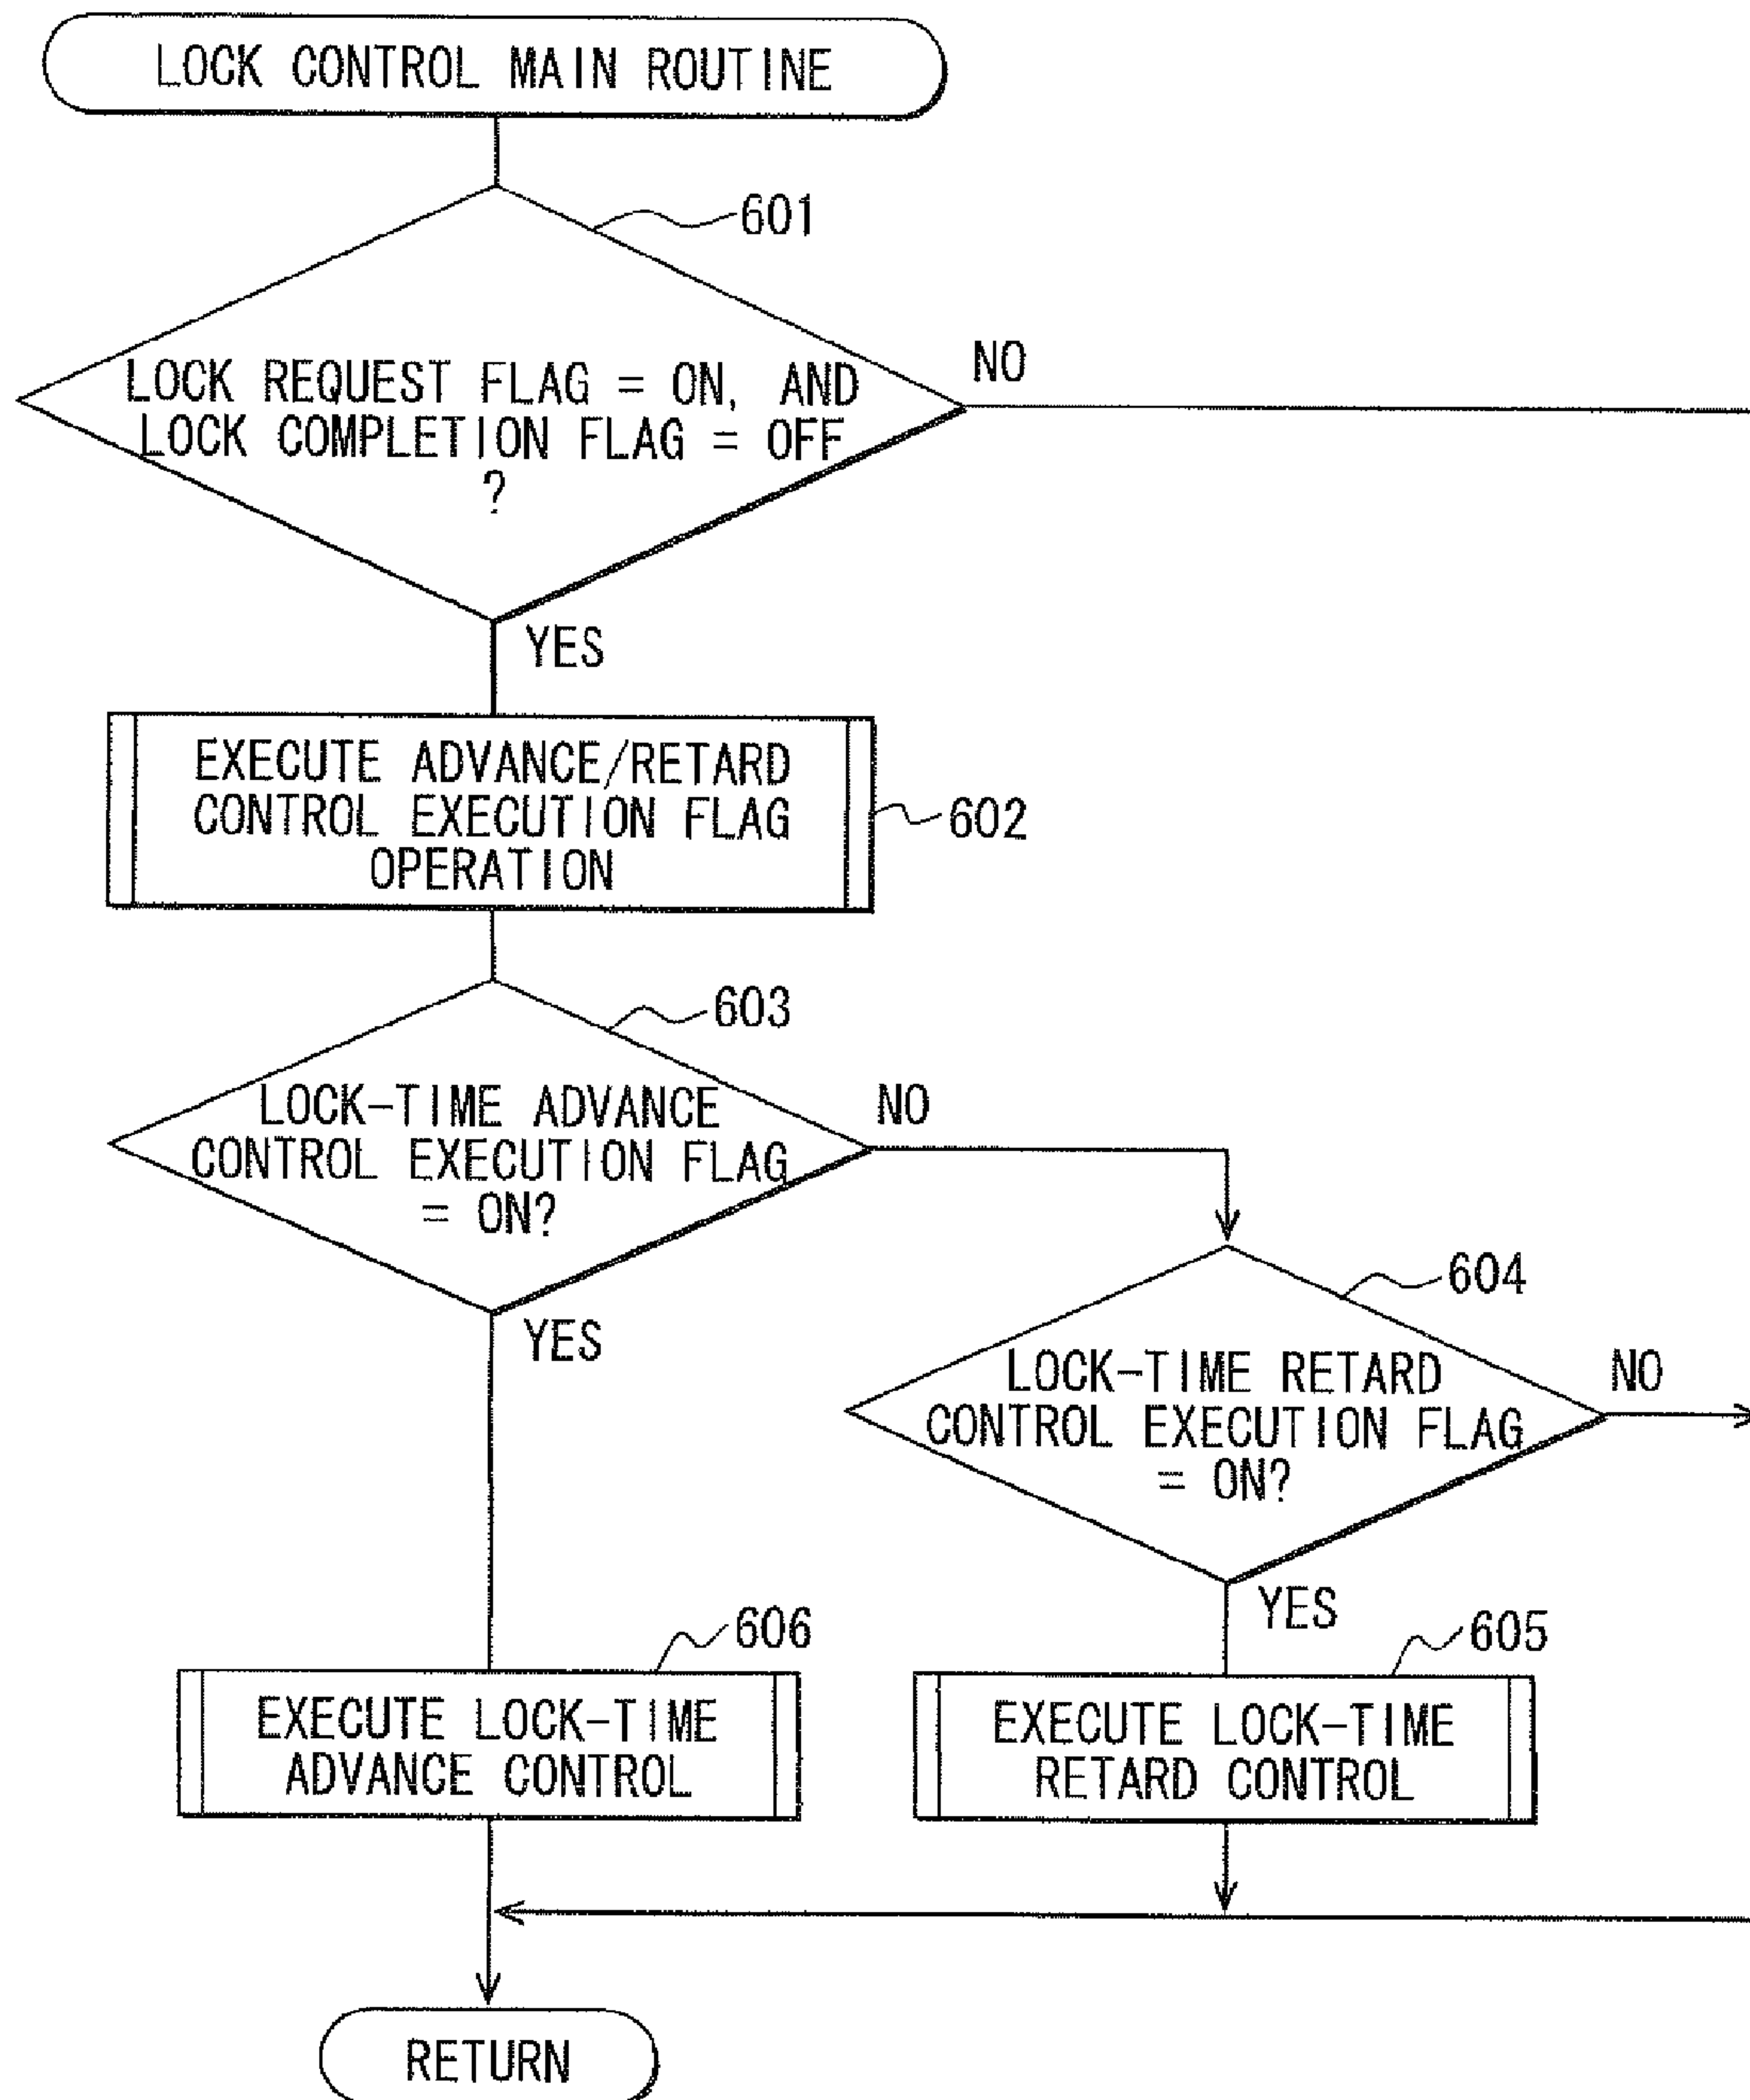 LOCK CONTROL MAIN ROUTINE
601
LOCK REQUEST FLAG = ON, AND
LOCK COMPLETION FLAG = OFF
?
NO
YES
EXECUTE ADVANCE/RETARD
CONTROL EXECUTION FLAG
OPERATION
602
603
LOCK-TIME ADVANCE
CONTROL EXECUTION FLAG
= ON?
NO
YES
604
LOCK-TIME RETARD
CONTROL EXECUTION FLAG
= ON?
NO
YES
606
EXECUTE LOCK-TIME
ADVANCE CONTROL
605
EXECUTE LOCK-TIME
RETARD CONTROL
RETURN